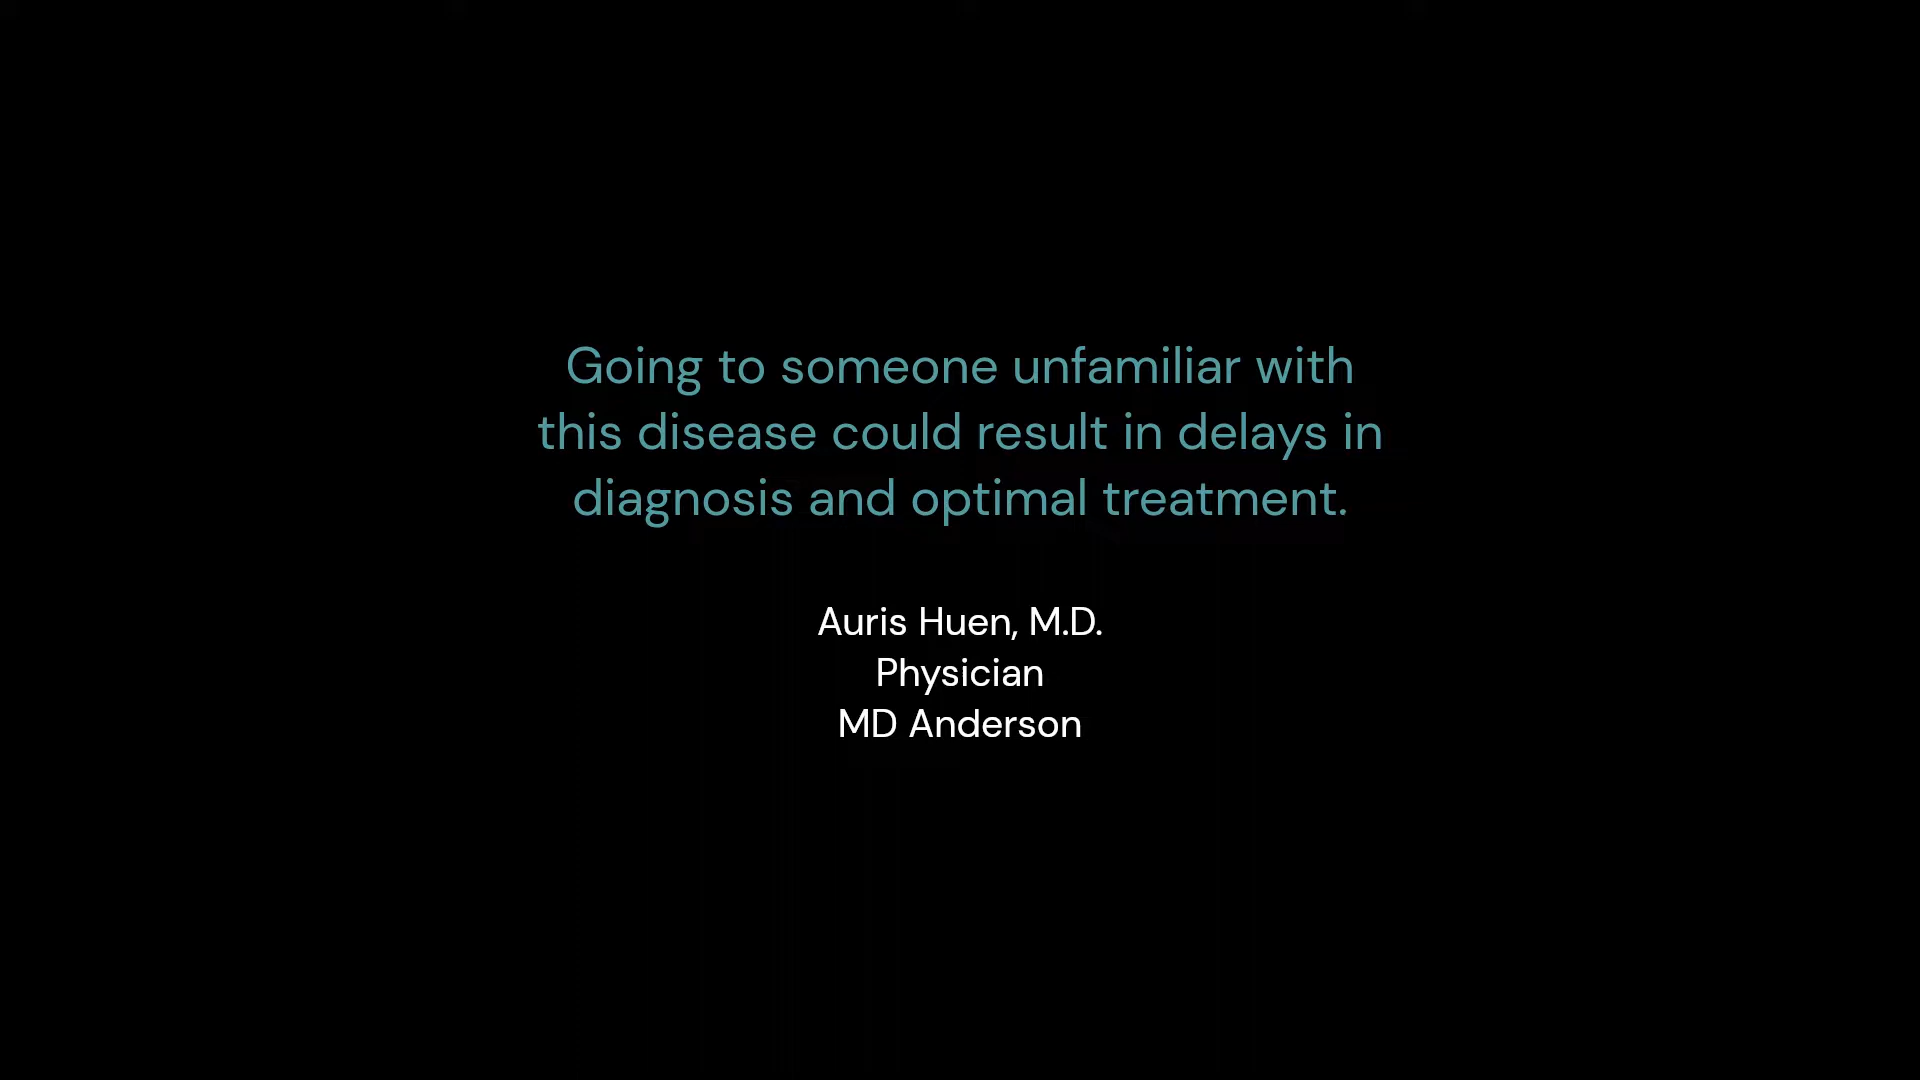 Going to someone unfamiliar with
this disease could result in delays in
diagnosis and optimal treatment.
Auris Huen, M.D.
Physician
MD Anderson